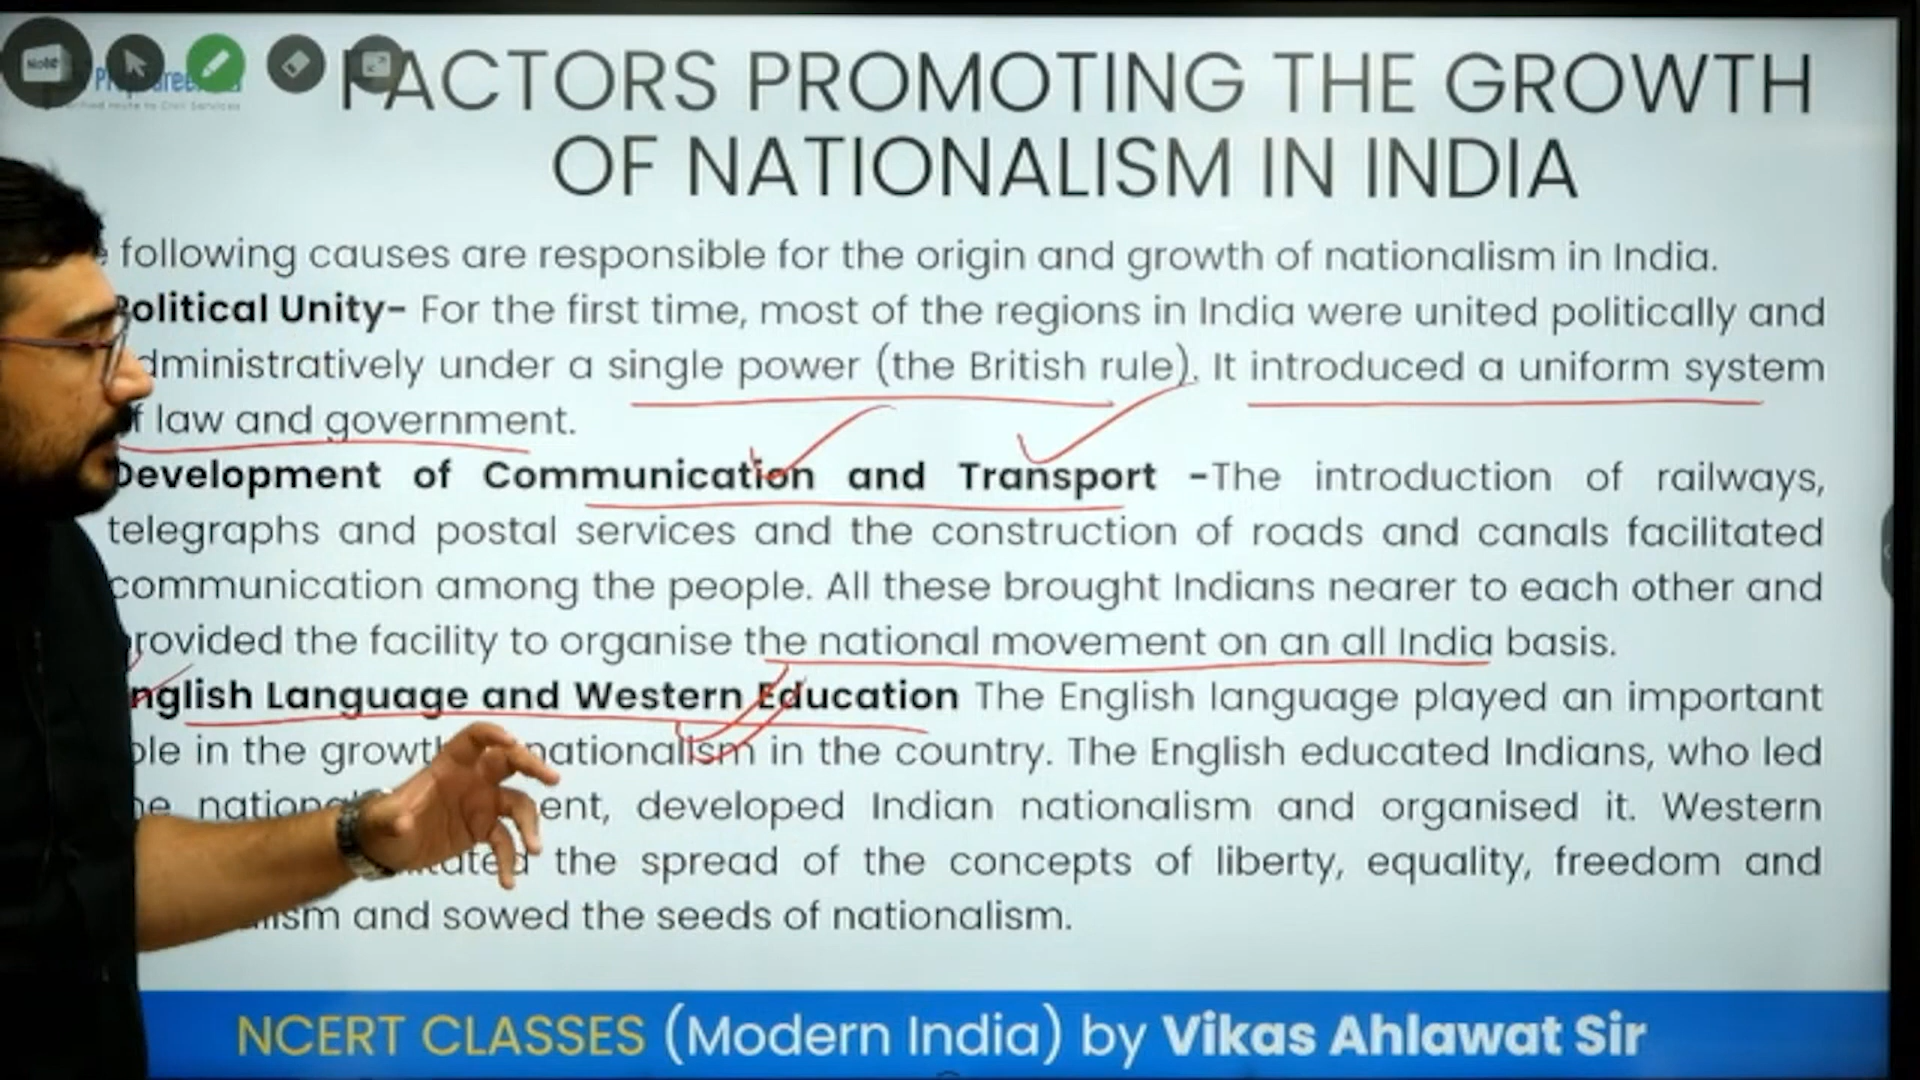 Note
FACTORS PROMOTING THE GROWTH
OF NATIONALISM IN INDIA
following causes are responsible for the origin and growth of nationalism in India.
Political Unity- For the first time, most of the regions in India were united politically and
dministratively under a single power (the British rule). It introduced a uniform system
f law and government.
Development of Communication and Transport -The introduction of railways,
telegraphs and postal services and the construction of roads and canals facilitated
communication among the people. All these brought Indians nearer to each other and
provided the facility to organise the national movement on an all India basis.
nglish Language and Western Education The English language played an important
ole in the growth nationalism in the country. The English educated Indians, who led
he ent, developed Indian nationalism and organised it. Western
the spread of the concepts of liberty, equality, freedom and
and sowed the seeds of nationalism.
NCERT CLASSES (Modern India) by Vikas Ahlawat Sir